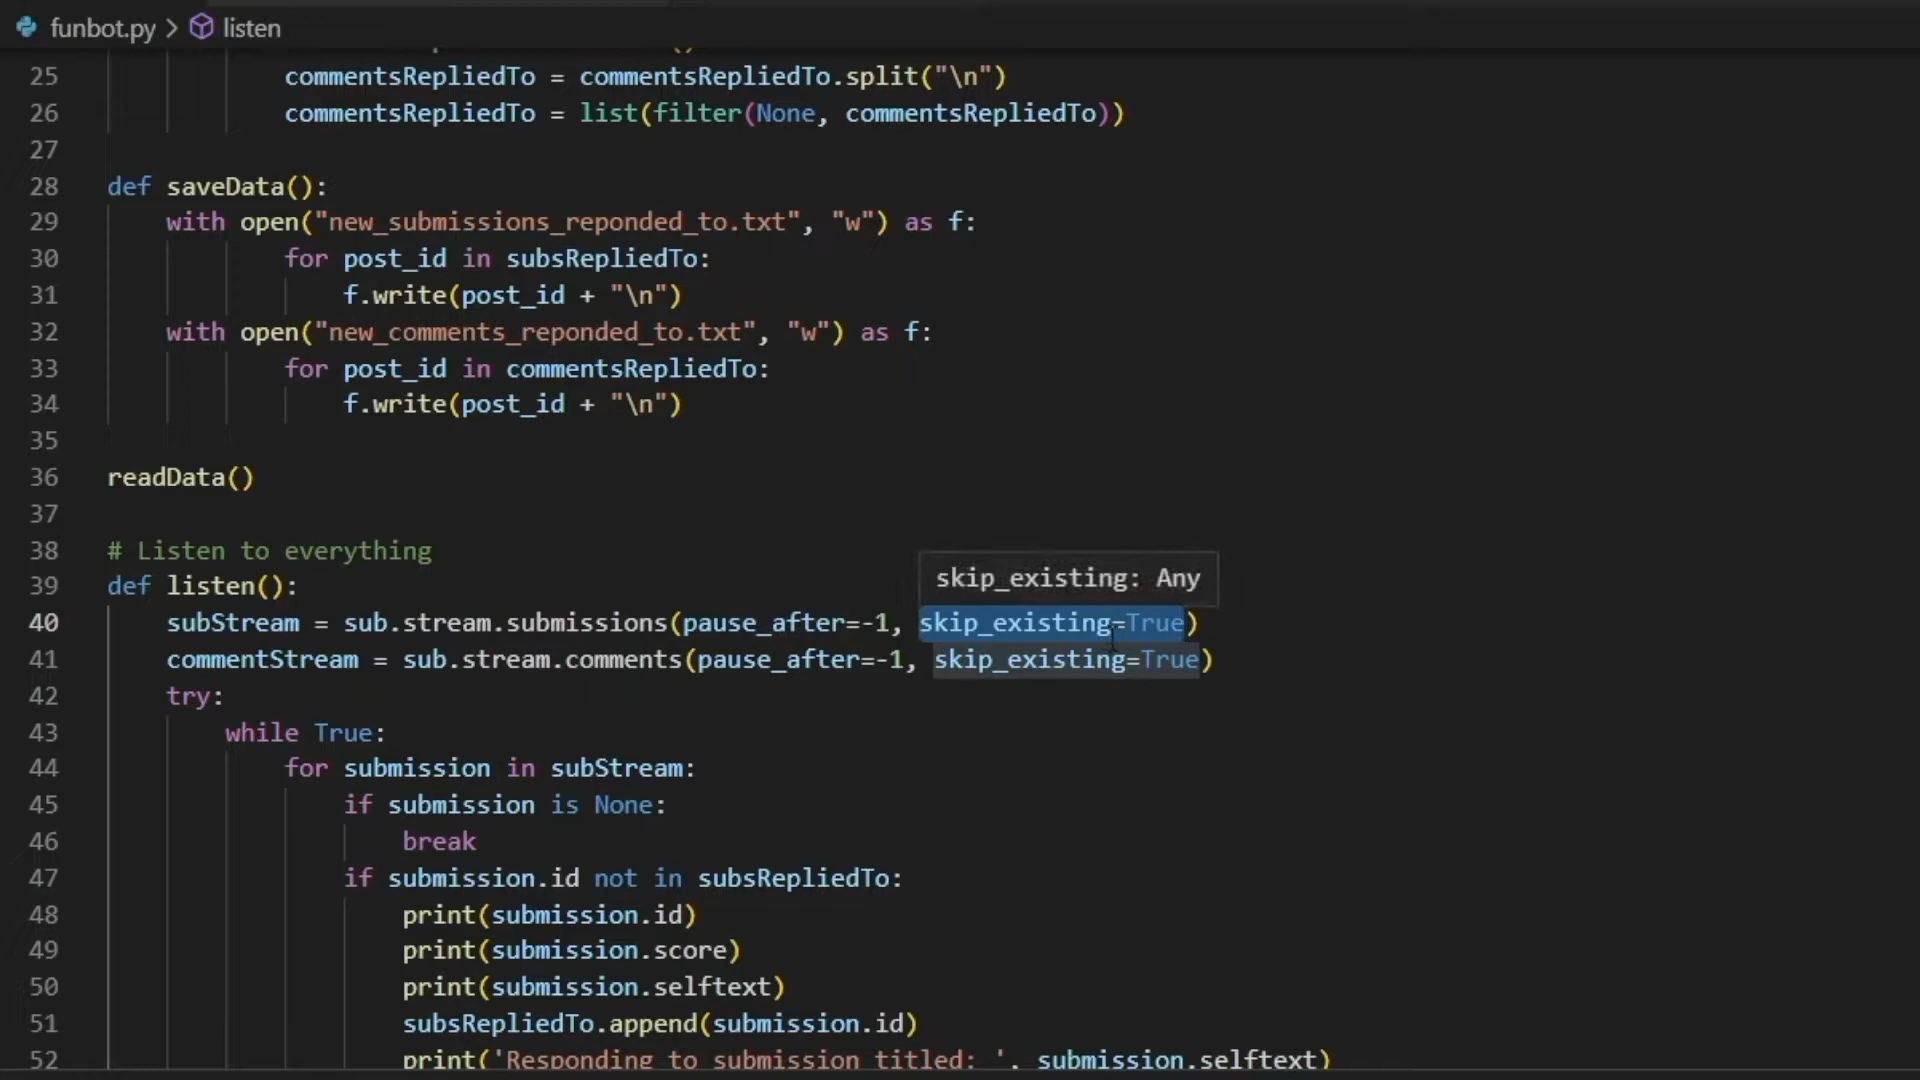 funbot.py > listen
25 commentsRepliedTo = commentsRepliedTo.split("\n")
26 commentsRepliedTo = list(filter(None, commentsRepliedTo))
27
28 def saveData():
29 with open("new_submissions_reponded_to.txt", "w") as f:
30 for post_id in subsRepliedTo:
31 f.write(post_id + "\n")
32 with open("new_comments_reponded_to.txt", "w") as f:
33 for post_id in commentsRepliedTo:
34 f.write(post_id + "\n")
35
36 readData()
37
38 # Listen to everything
39 def listen():
skip_existing: Any
40 subStream = sub.stream.submissions(pause_after=-1, skip_existing=True)
41 commentStream = sub.stream.comments(pause_after=-1, skip_existing=True)
42 try:
43 while True:
44 for submission in subStream:
45 if submission is None:
46 break
47 if submission.id not in subsRepliedTo:
48 print(submission.id)
49 print(submission.score)
50 print(submission.selftext)
51 subsRepliedTo.append(submission.id)
52 print('Responding to submission titled: ', submission.selftext)